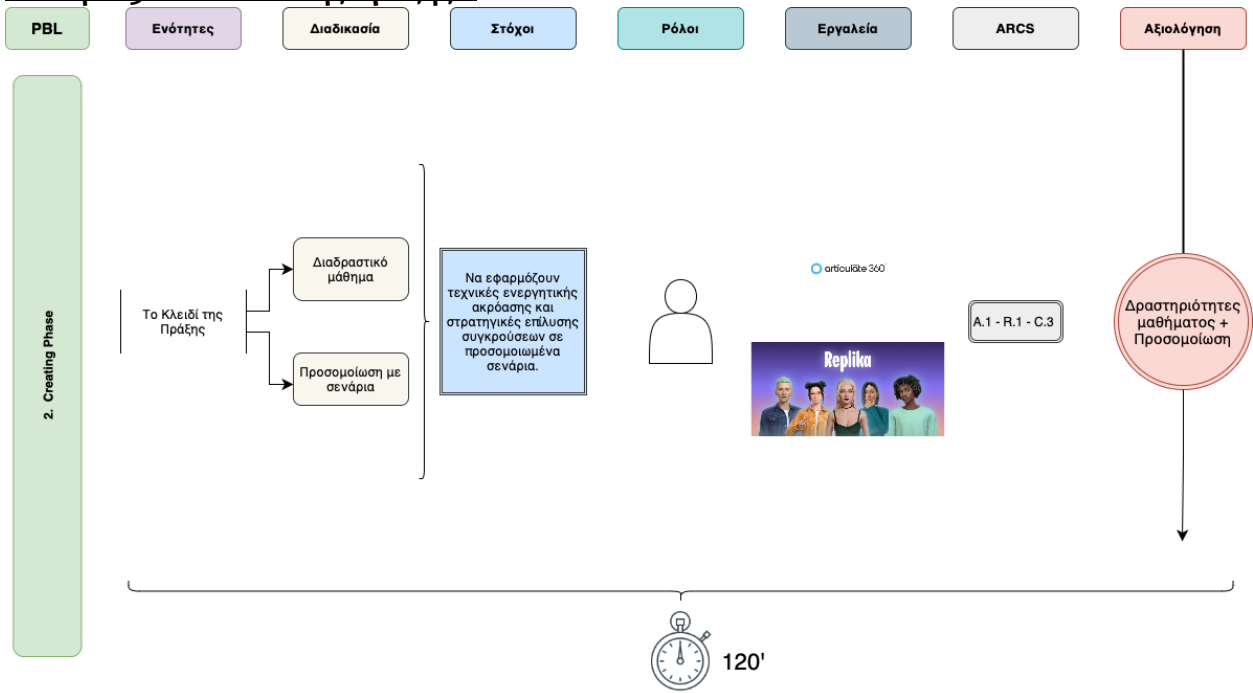 PBL
Ενότητες
Διαδικασία
Στόχοι
Ρόλοι
Εργαλεία
ARCS
Αξιολόγηση
2. Creating Phase
Το Κλειδί της
Πράξης
Διαδραστικό
μάθημα
Προσομοίωση με
σενάρια
Να εφαρμόζουν
τεχνικές ενεργητικής
ακρόασης και
στρατηγικές επίλυσης
συγκρούσεων σε
προσομοιωμένα
σενάρια.
articulate 360
Replika
A.1 - R.1 - C.3
Δραστηριότητες
μαθήματος +
Προσομοίωση
120'